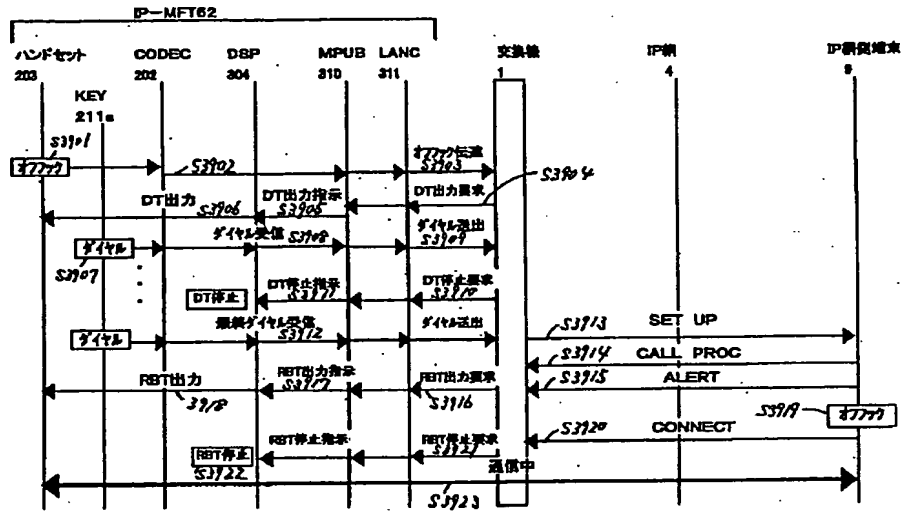 IP-MFT62
ハンドセット CODEC DSP MPUB LANC 交換機 IP網 IP網側端末
203 202 304 310 311 1 4 9
KEY
211a
S3901
オフフック S3902 オフフック伝達
S3903
DT出力要求 S3904
DT出力 S3906 DT出力指示 S3905
ダイヤル受信 S3908 ダイヤル送出 S3909
ダイヤル
S3907
DT停止 DT停止指示 S3911 DT停止要求 S3910
最終ダイヤル受信 S3912 ダイヤル送出
ダイヤル
S3913 SET UP
S3914 CALL PROC
S3915 ALERT
RBT出力 3918 RBT出力指示 S3917 RBT出力要求 S3916
S3919 オフフック
S3920 CONNECT
RBT停止 RBT停止指示 RBT停止要求 S3921
S3922
通信中
S3923